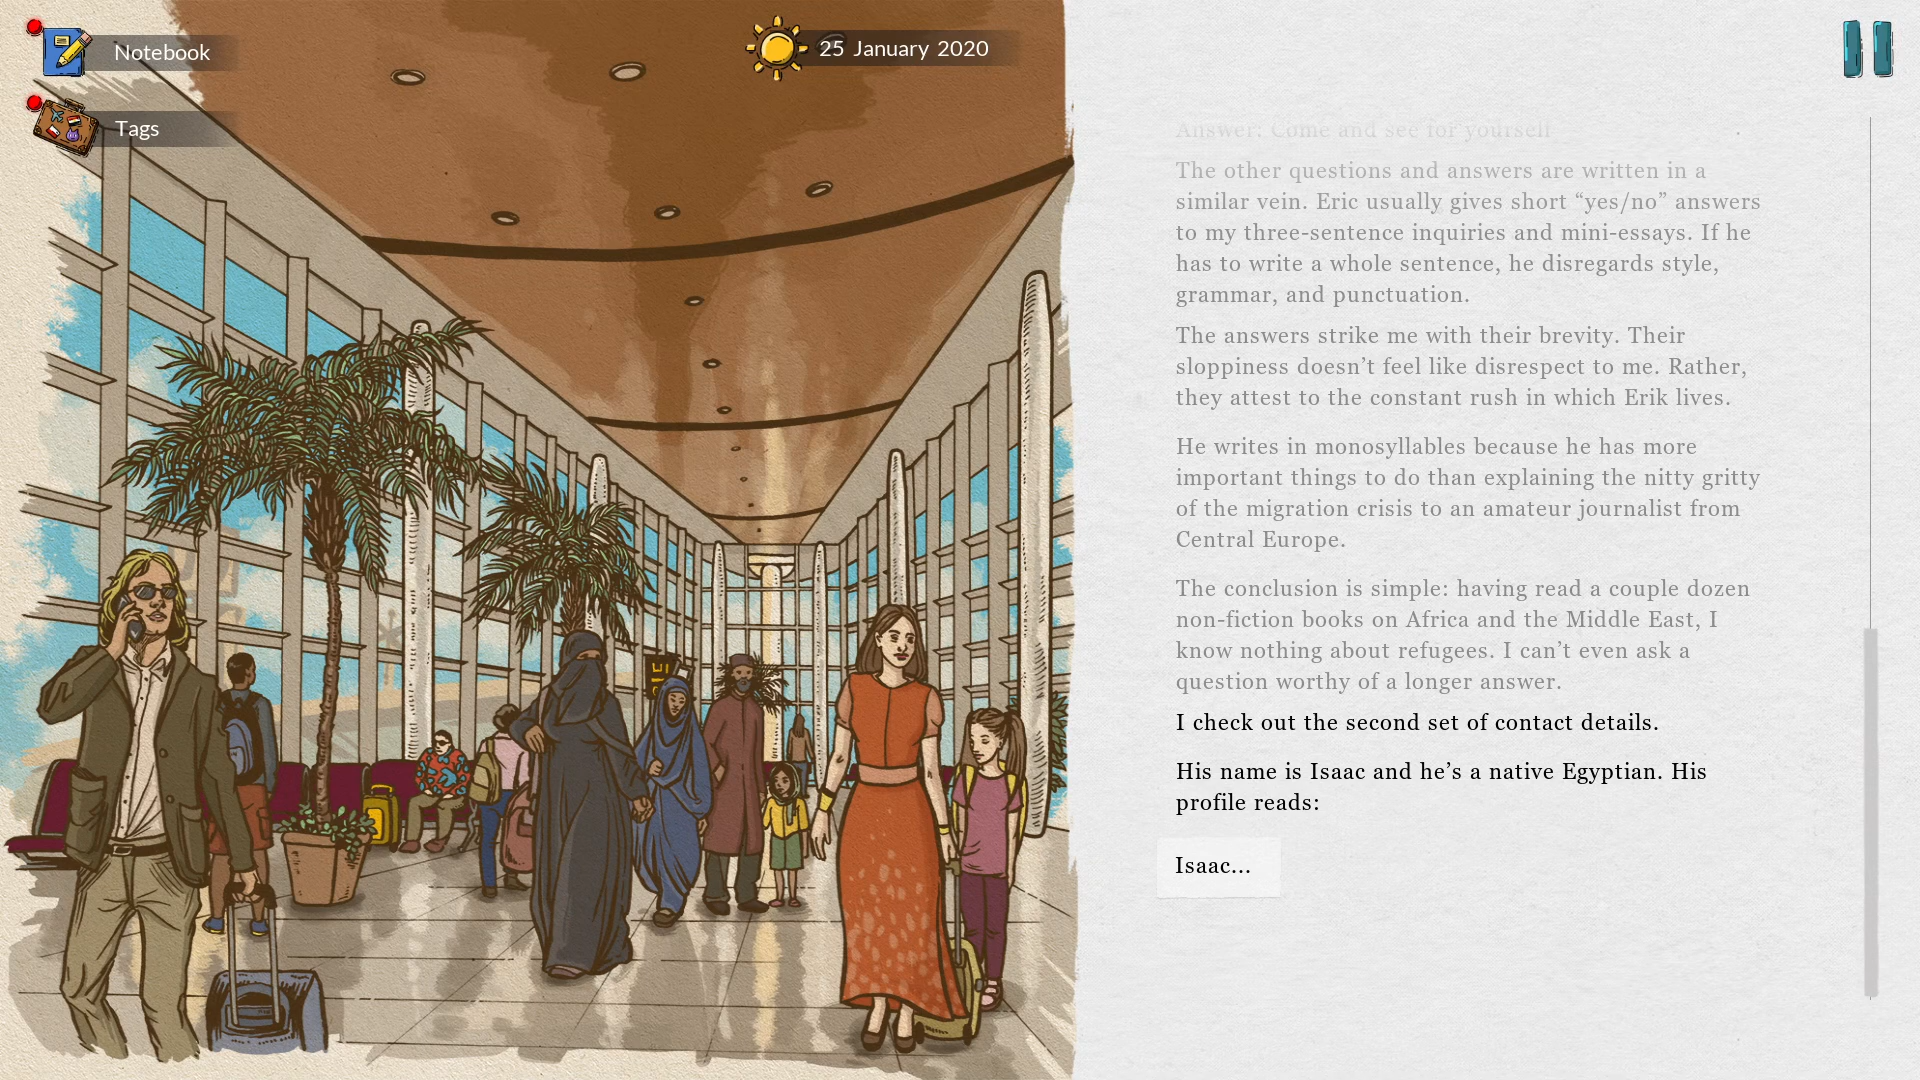 Notebook
25 January 2020
Tags
Answer: Come and see for yourself
The other questions and answers are written in a
similar vein. Eric usually gives short “yes/no” answers
to my three-sentence inquiries and mini-essays. If he
has to write a whole sentence, he disregards style,
grammar, and punctuation.
The answers strike me with their brevity. Their
sloppiness doesn’t feel like disrespect to me. Rather,
they attest to the constant rush in which Erik lives.
He writes in monosyllables because he has more
important things to do than explaining the nitty gritty
of the migration crisis to an amateur journalist from
Central Europe.
The conclusion is simple: having read a couple dozen
non-fiction books on Africa and the Middle East, I
know nothing about refugees. I can’t even ask a
question worthy of a longer answer.
I check out the second set of contact details.
His name is Isaac and he’s a native Egyptian. His
profile reads:
Isaac...